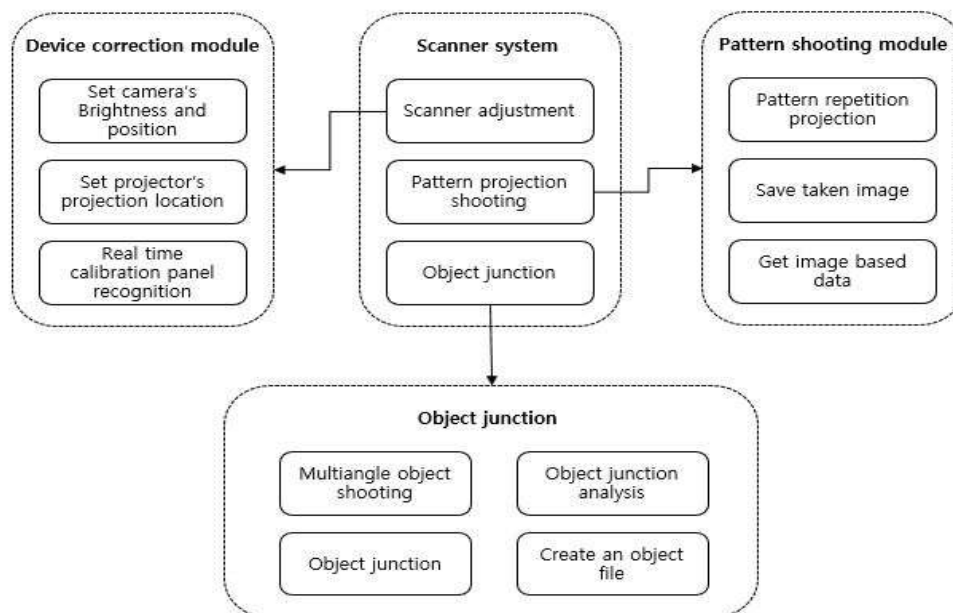 Device correction module
Set camera's
Brightness and
position
Set projector's
projection location
Real time
calibration panel
recognition
Scanner system
Scanner adjustment
Pattern projection
shooting
Object junction
Pattern shooting module
Pattern repetition
projection
Save taken image
Get image based
data
Object junction
Multiangle object
shooting
Object junction
analysis
Object junction
Create an object
file